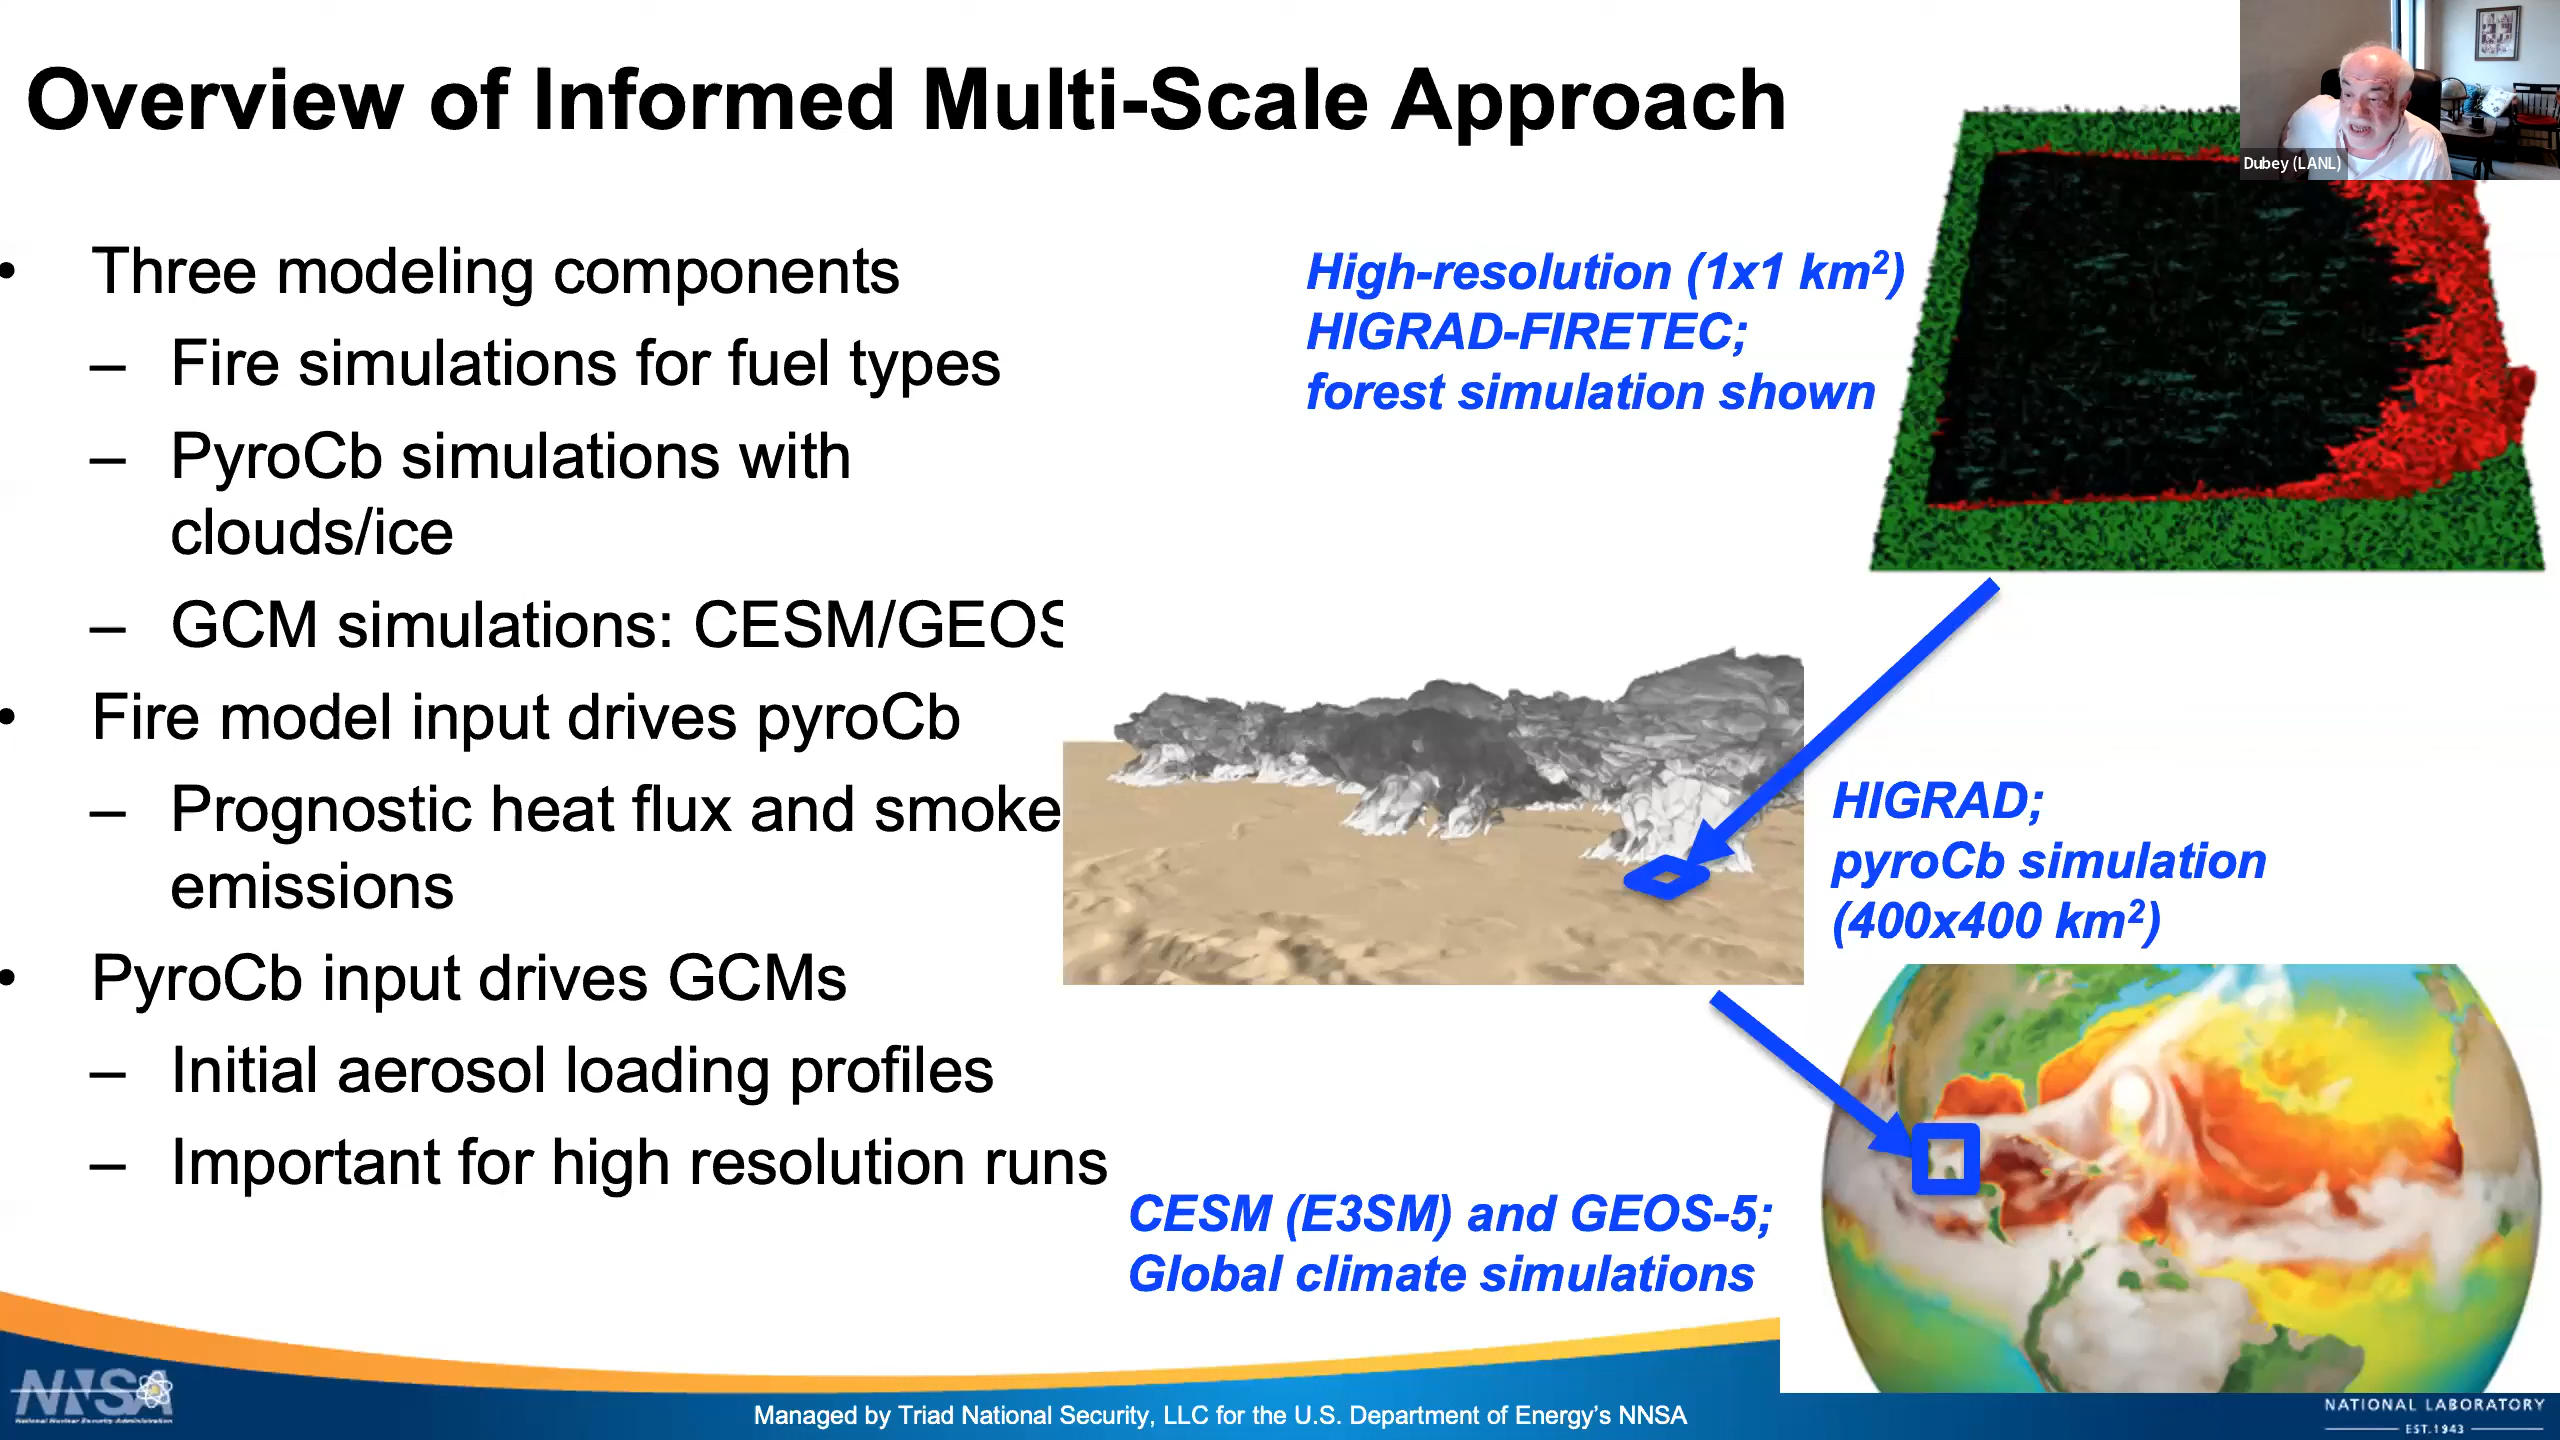 Overview of Informed Multi-Scale Approach
Dubey (LANL)
• Three modeling components
– Fire simulations for fuel types
– PyroCb simulations with
clouds/ice
– GCM simulations: CESM/GEOS
• Fire model input drives pyroCb
– Prognostic heat flux and smoke
emissions
• PyroCb input drives GCMs
– Initial aerosol loading profiles
– Important for high resolution runs
High-resolution (1x1 km²)
HIGRAD-FIRETEC;
forest simulation shown
HIGRAD;
pyroCb simulation
(400x400 km²)
CESM (E3SM) and GEOS-5;
Global climate simulations
NNSA
National Nuclear Security Administration
Managed by Triad National Security, LLC for the U.S. Department of Energy’s NNSA
NATIONAL LABORATORY
EST.1943